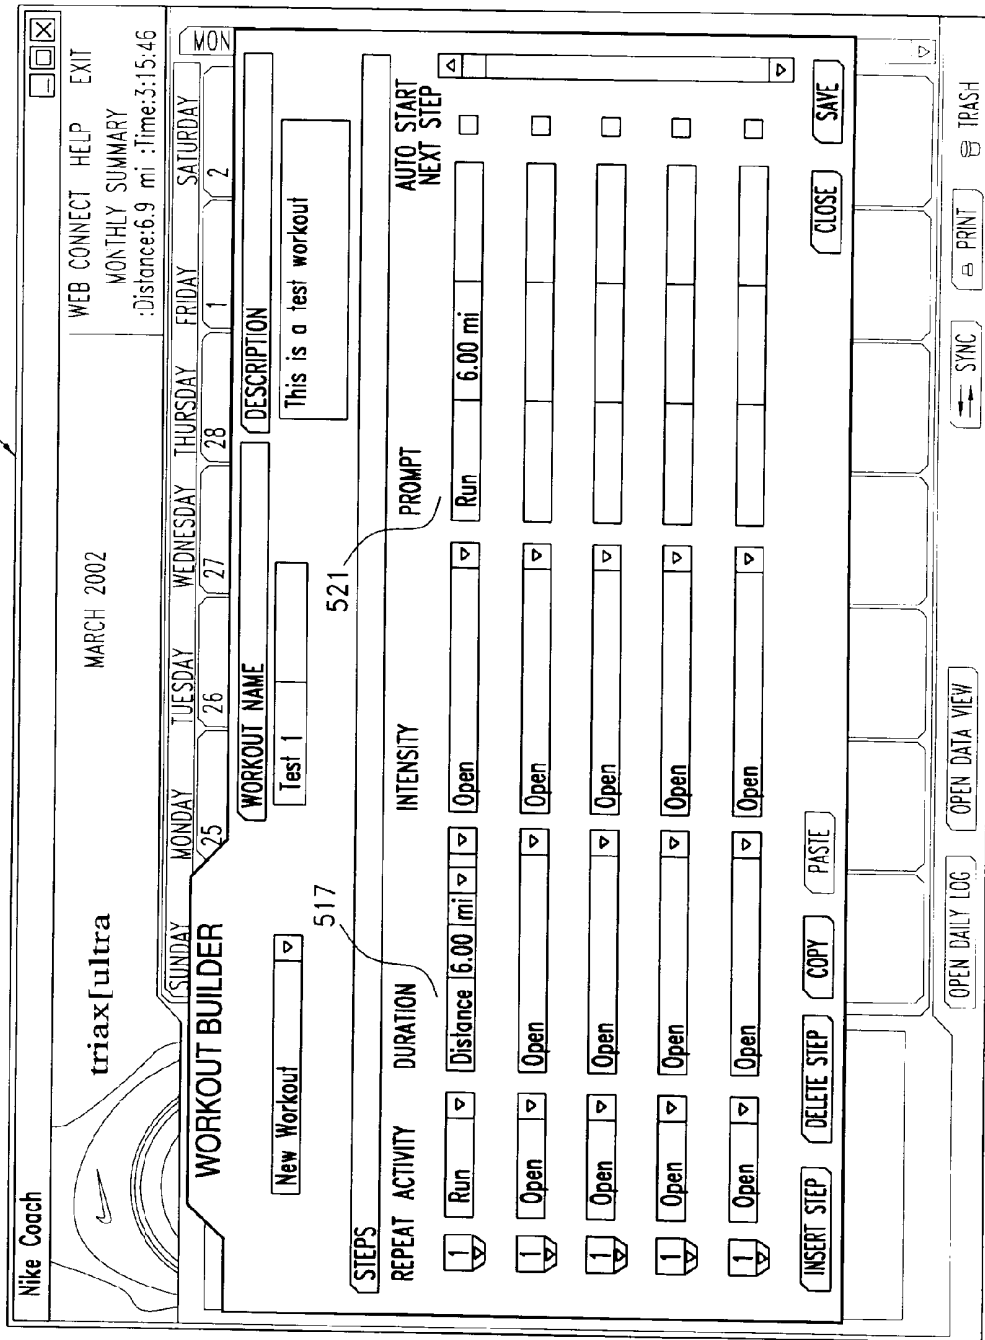 Nike Coach
WEB CONNECT HELP EXIT
triax[ultra
MARCH 2002
MONTHLY SUMMARY
:Distance:6.9 mi :Time:3:15:46
SUNDAY MONDAY TUESDAY WEDNESDAY THURSDAY FRIDAY SATURDAY
MON
25 26 27 28 1 2
WORKOUT BUILDER
WORKOUT NAME DESCRIPTION
New Workout
Test 1
This is a test workout
517
521
STEPS
REPEAT ACTIVITY DURATION INTENSITY PROMPT AUTO START
NEXT STEP
1 Run Distance 6.00 mi Open Run 6.00 mi
1 Open Open Open
1 Open Open Open
1 Open Open Open
1 Open Open Open
INSERT STEP DELETE STEP COPY PASTE CLOSE SAVE
OPEN DAILY LOG OPEN DATA VIEW SYNC PRINT TRASH